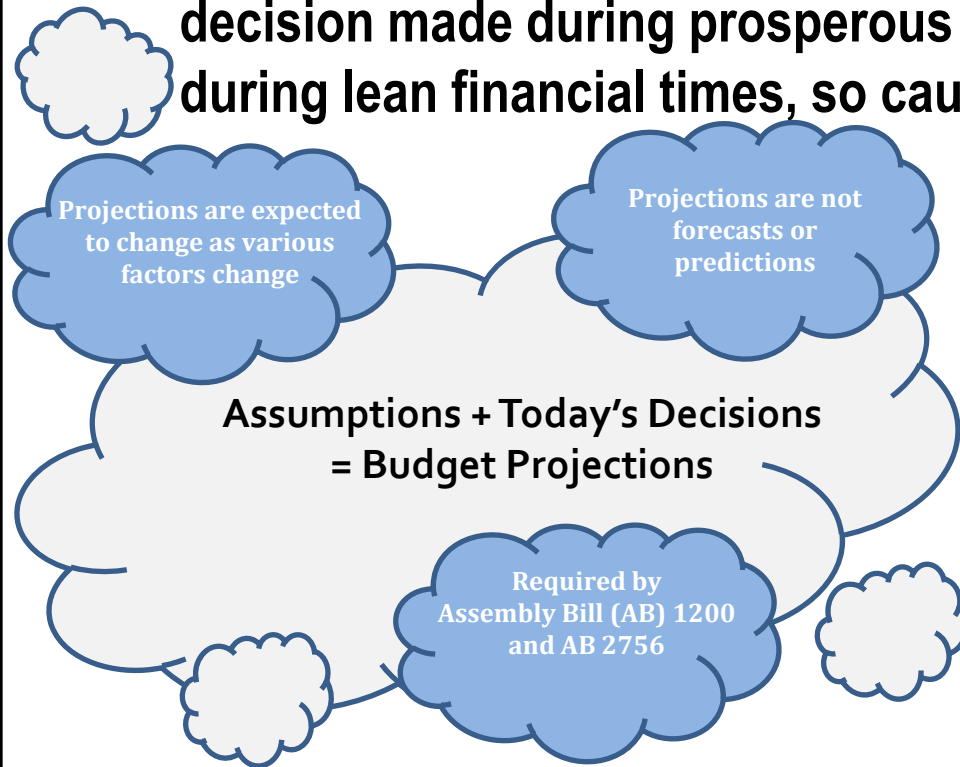 decision made during prosperous
during lean financial times, so cau
Projections are expected
to change as various
factors change
Projections are not
forecasts or
predictions
Assumptions + Today's Decisions
= Budget Projections
Required by
Assembly Bill (AB) 1200
and AB 2756